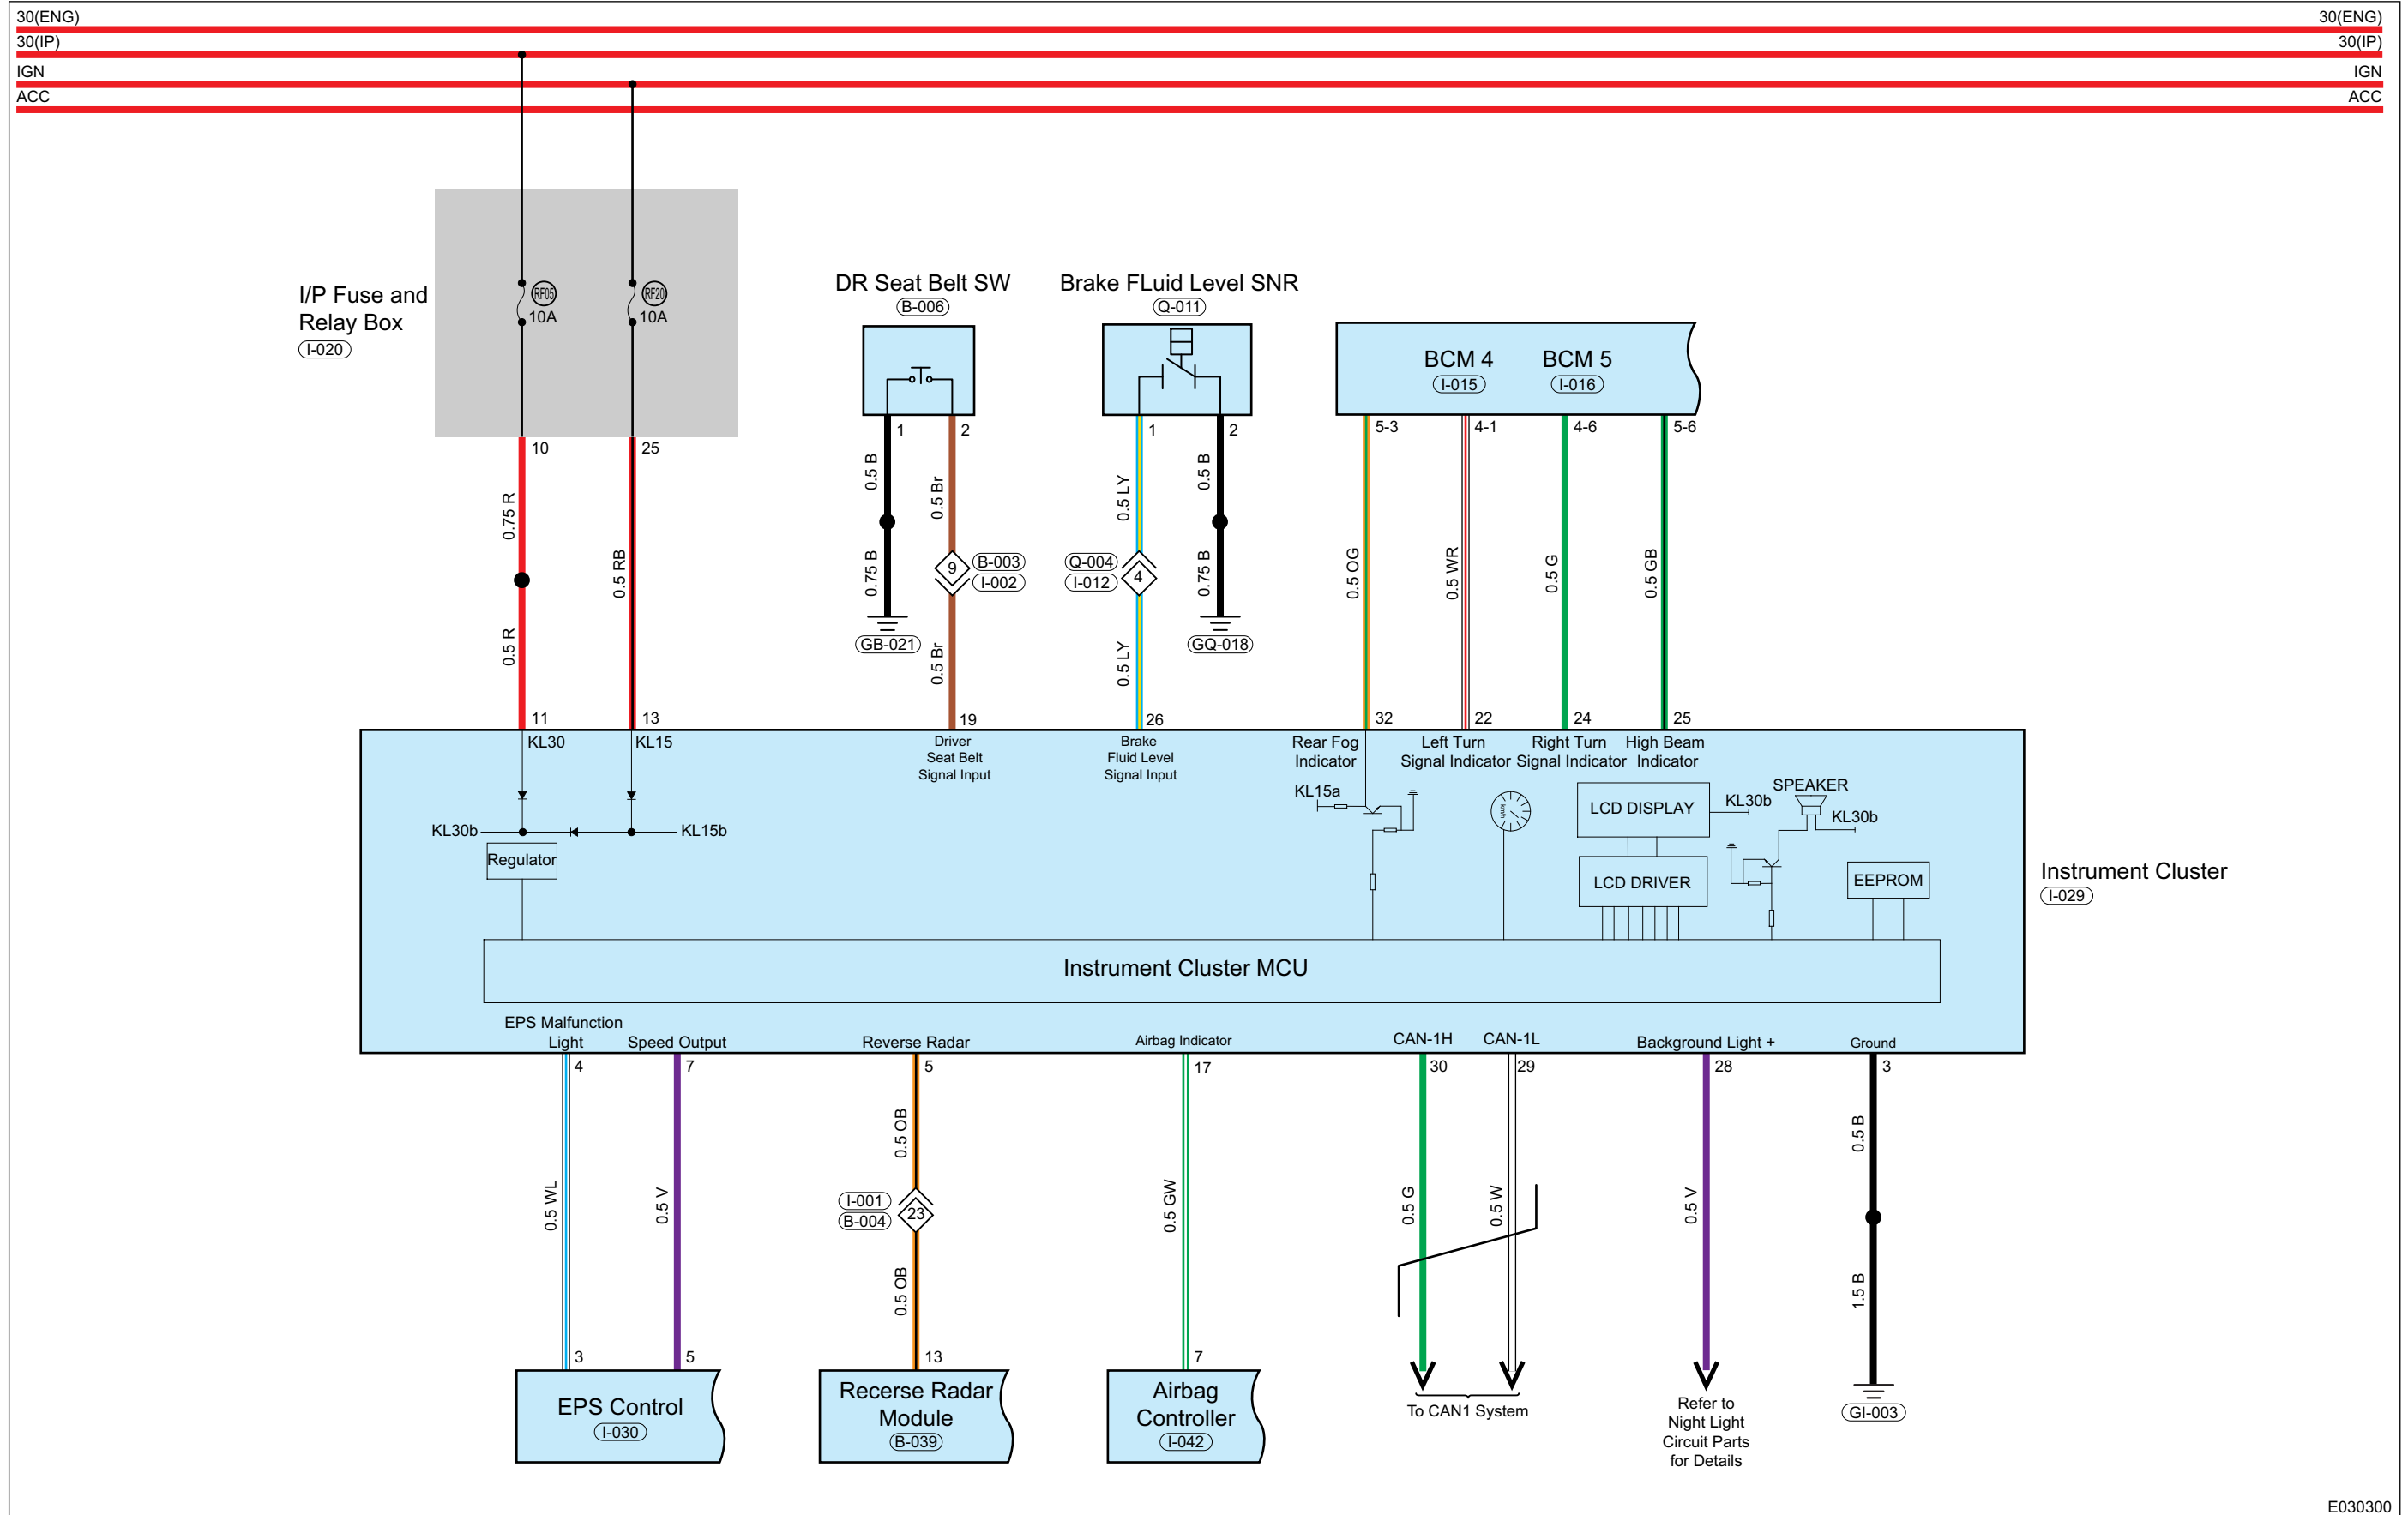 30(ENG)
30(ENG)
30(IP)
30(IP)
IGN
IGN
ACC
ACC
I/P Fuse and
Relay Box
I-020
RF05
10A
RF20
10A
DR Seat Belt SW
B-006
Brake FLuid Level SNR
Q-011
BCM 4
I-015
BCM 5
I-016
10
25
1
2
1
2
5-3
4-1
4-6
5-6
0.75 R
0.5 R
0.5 RB
0.5 B
0.75 B
0.5 Br
0.5 Br
0.5 LY
0.5 LY
0.5 B
0.75 B
0.5 OG
0.5 WR
0.5 G
0.5 GB
9
B-003
I-002
Q-004
I-012
4
GB-021
GQ-018
11
13
19
26
32
22
24
25
KL30
KL15
Driver
Seat Belt
Signal Input
Brake
Fluid Level
Signal Input
Rear Fog
Indicator
Left Turn
Signal Indicator
Right Turn
Signal Indicator
High Beam
Indicator
KL15a
km/h
LCD DISPLAY
KL30b
SPEAKER
KL30b
KL30b
KL15b
Regulator
LCD DRIVER
EEPROM
Instrument Cluster
I-029
Instrument Cluster MCU
EPS Malfunction
Light
Speed Output
Reverse Radar
Airbag Indicator
CAN-1H
CAN-1L
Background Light +
Ground
4
7
5
17
30
29
28
3
0.5 WL
0.5 V
0.5 OB
I-001
B-004
23
0.5 OB
0.5 GW
0.5 G
0.5 W
0.5 V
0.5 B
1.5 B
3
5
13
7
EPS Control
I-030
Recerse Radar
Module
B-039
Airbag
Controller
I-042
To CAN1 System
Refer to
Night Light
Circuit Parts
for Details
GI-003
E030300